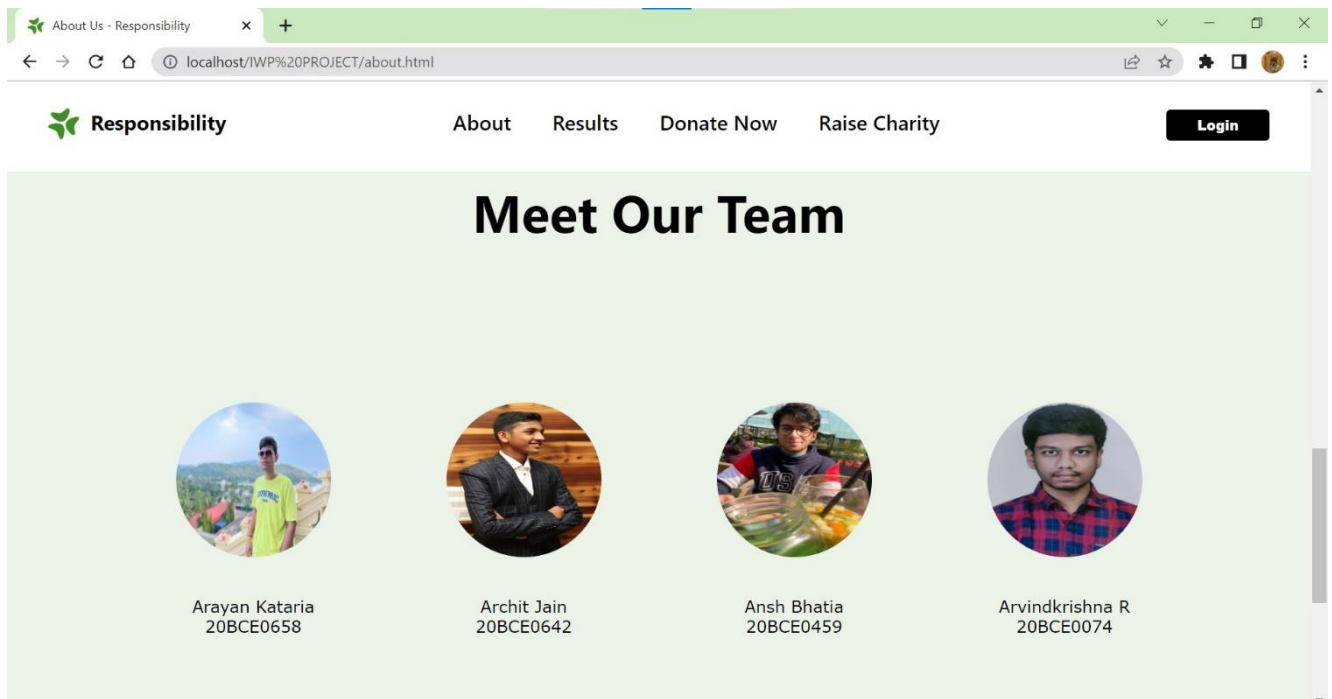 About Us - Responsibility
localhost/IWP%20PROJECT/about.html
Responsibility
About Results Donate Now Raise Charity
Login
Meet Our Team
Arayan Kataria
20BCE0658
Archit Jain
20BCE0642
Ansh Bhatia
20BCE0459
Arvindkrishna R
20BCE0074